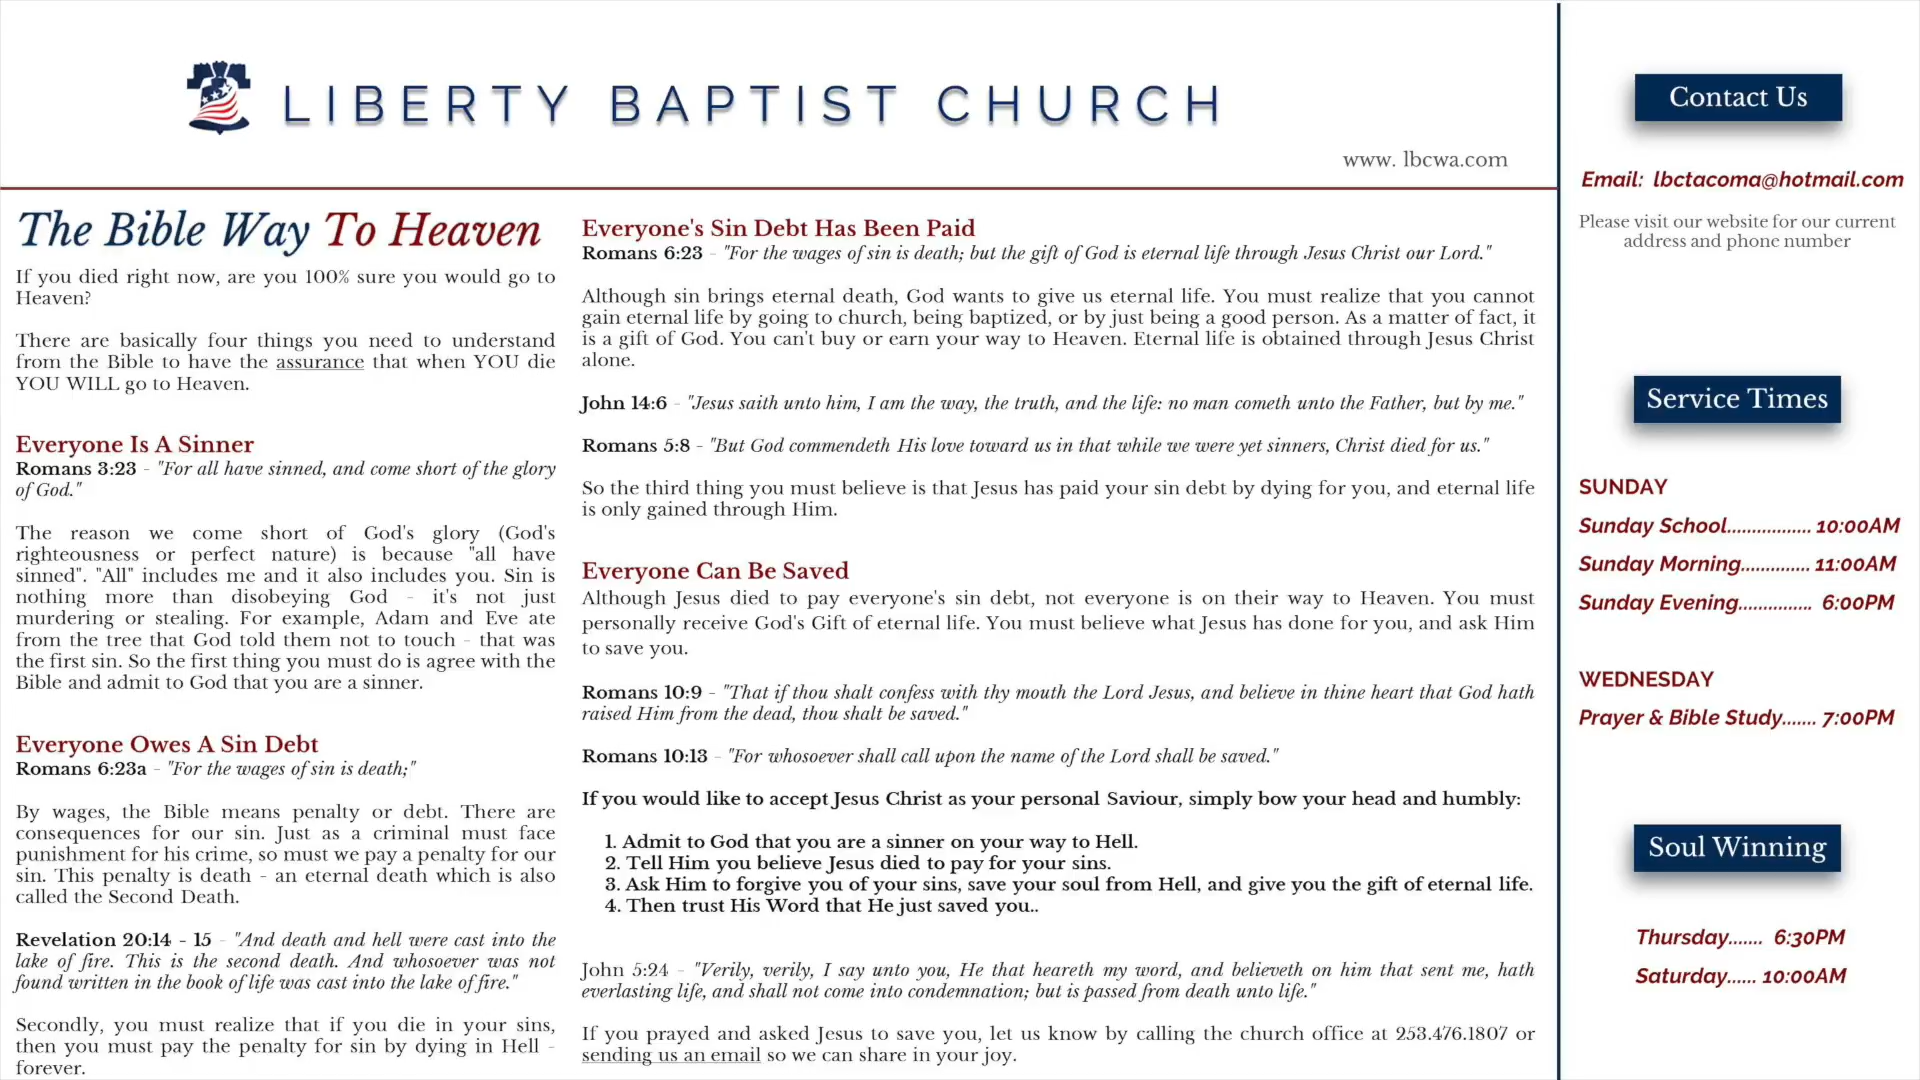 LIBERTY BAPTIST CHURCH
www. lbcwa.com
The Bible Way To Heaven
If you died right now, are you 100% sure you would go to
Heaven?
There are basically four things you need to understand
from the Bible to have the assurance that when YOU die
YOU WILL go to Heaven.
Everyone Is A Sinner
Romans 3:23 - "For all have sinned, and come short of the glory
of God."
The reason we come short of God's glory (God's
righteousness or perfect nature) is because "all have
sinned". "All" includes me and it also includes you. Sin is
nothing more than disobeying God - it's not just
murdering or stealing. For example, Adam and Eve ate
from the tree that God told them not to touch - that was
the first sin. So the first thing you must do is agree with the
Bible and admit to God that you are a sinner.
Everyone Owes A Sin Debt
Romans 6:23a - "For the wages of sin is death;"
By wages, the Bible means penalty or debt. There are
consequences for our sin. Just as a criminal must face
punishment for his crime, so must we pay a penalty for our
sin. This penalty is death - an eternal death which is also
called the Second Death.
Revelation 20:14 - 15 - "And death and hell were cast into the
lake of fire. This is the second death. And whosoever was not
found written in the book of life was cast into the lake of fire."
Secondly, you must realize that if you die in your sins,
then you must pay the penalty for sin by dying in Hell -
forever.
Everyone's Sin Debt Has Been Paid
Romans 6:23 - "For the wages of sin is death; but the gift of God is eternal life through Jesus Christ our Lord."
Although sin brings eternal death, God wants to give us eternal life. You must realize that you cannot
gain eternal life by going to church, being baptized, or by just being a good person. As a matter of fact, it
is a gift of God. You can't buy or earn your way to Heaven. Eternal life is obtained through Jesus Christ
alone.
John 14:6 - "Jesus saith unto him, I am the way, the truth, and the life: no man cometh unto the Father, but by me."
Romans 5:8 - "But God commendeth His love toward us in that while we were yet sinners, Christ died for us."
So the third thing you must believe is that Jesus has paid your sin debt by dying for you, and eternal life
is only gained through Him.
Everyone Can Be Saved
Although Jesus died to pay everyone's sin debt, not everyone is on their way to Heaven. You must
personally receive God's Gift of eternal life. You must believe what Jesus has done for you, and ask Him
to save you.
Romans 10:9 - "That if thou shalt confess with thy mouth the Lord Jesus, and believe in thine heart that God hath
raised Him from the dead, thou shalt be saved."
Romans 10:13 - "For whosoever shall call upon the name of the Lord shall be saved."
If you would like to accept Jesus Christ as your personal Saviour, simply bow your head and humbly:
1. Admit to God that you are a sinner on your way to Hell.
2. Tell Him you believe Jesus died to pay for your sins.
3. Ask Him to forgive you of your sins, save your soul from Hell, and give you the gift of eternal life.
4. Then trust His Word that He just saved you..
John 5:24 - "Verily, verily, I say unto you, He that heareth my word, and believeth on him that sent me, hath
everlasting life, and shall not come into condemnation; but is passed from death unto life."
If you prayed and asked Jesus to save you, let us know by calling the church office at 253.476.1807 or
sending us an email so we can share in your joy.
Contact Us
Email: lbctacoma@hotmail.com
Please visit our website for our current
address and phone number
Service Times
SUNDAY
Sunday School................ 10:00AM
Sunday Morning............. 11:00AM
Sunday Evening.............. 6:00PM
WEDNESDAY
Prayer & Bible Study....... 7:00PM
Soul Winning
Thursday....... 6:30PM
Saturday...... 10:00AM